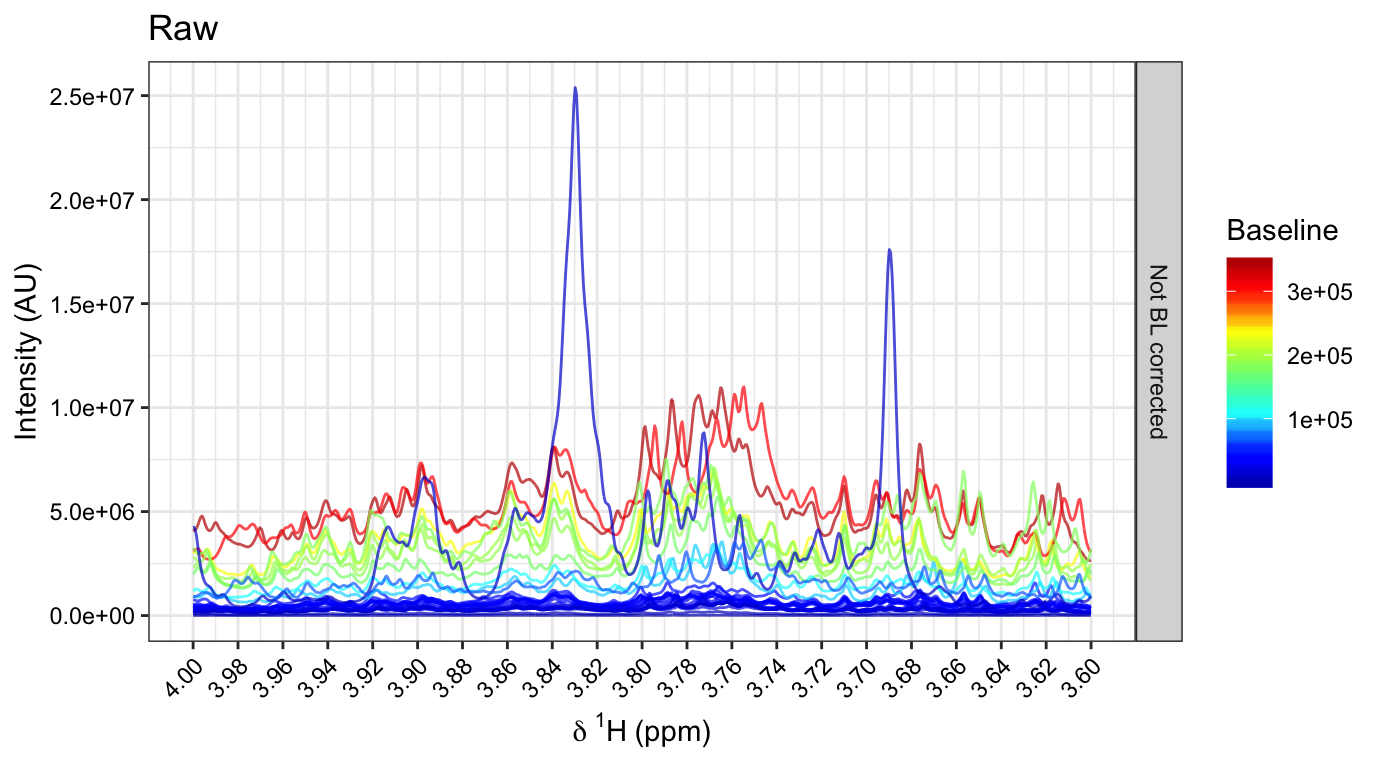 Raw
2.5e+07
2.0e+07
1.5e+07
1.0e+07
5.0e+06
0.0e+00
Intensity (AU)
4.00 3.98 3.96 3.94 3.92 3.90 3.88 3.86 3.84 3.82 3.80 3.78 3.76 3.74 3.72 3.70 3.68 3.66 3.64 3.62 3.60
δ ¹H (ppm)
Not BL corrected
Baseline
3e+05
2e+05
1e+05